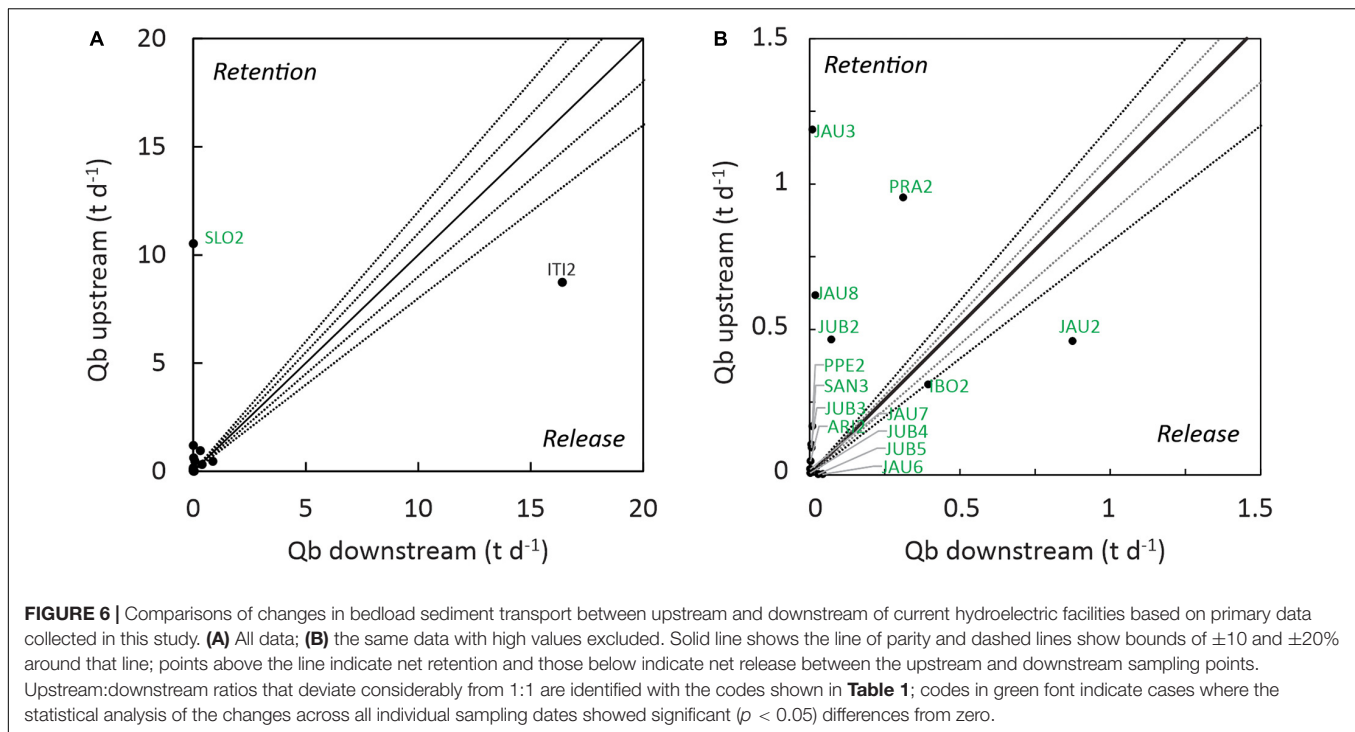 A
20
15
10
5
0
Qb upstream (t d-1)
Retention
SLO2
ITI2
Release
0 5 10 15 20
Qb downstream (t d-1)
B
1.5
1
0.5
0
Qb upstream (t d-1)
Retention
JAU3
PRA2
JAU8
JUB2
JAU2
PPE2
SAN3
IBO2
JUB3
JAU7
JUB4
JUB5
JAU6
Release
0 0.5 1 1.5
Qb downstream (t d-1)
FIGURE 6 | Comparisons of changes in bedload sediment transport between upstream and downstream of current hydroelectric facilities based on primary data
collected in this study. (A) All data; (B) the same data with high values excluded. Solid line shows the line of parity and dashed lines show bounds of ±10 and ±20%
around that line; points above the line indicate net retention and those below indicate net release between the upstream and downstream sampling points.
Upstream:downstream ratios that deviate considerably from 1:1 are identified with the codes shown in Table 1; codes in green font indicate cases where the
statistical analysis of the changes across all individual sampling dates showed significant (p < 0.05) differences from zero.